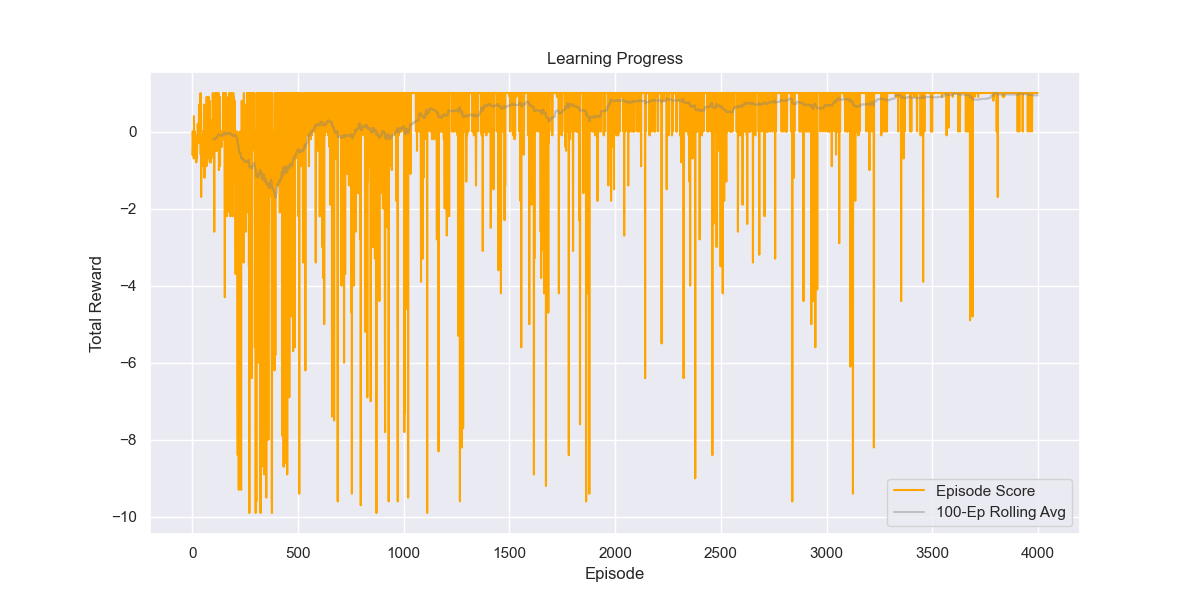 Learning Progress
Total Reward
0
−2
−4
−6
−8
−10
0 500 1000 1500 2000 2500 3000 3500 4000
Episode
Episode Score
100-Ep Rolling Avg